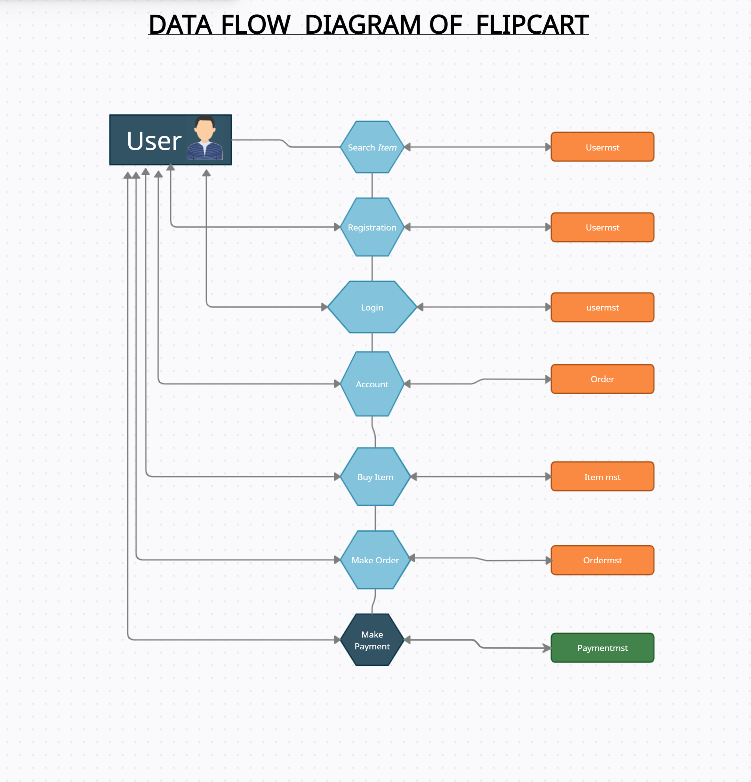 DATA FLOW DIAGRAM OF FLIPCART
User
Search Item
Usermst
Registration
Usermst
Login
usermst
Account
Order
Buy Item
Item mst
Make Order
Ordermst
Make
Payment
Paymentmst